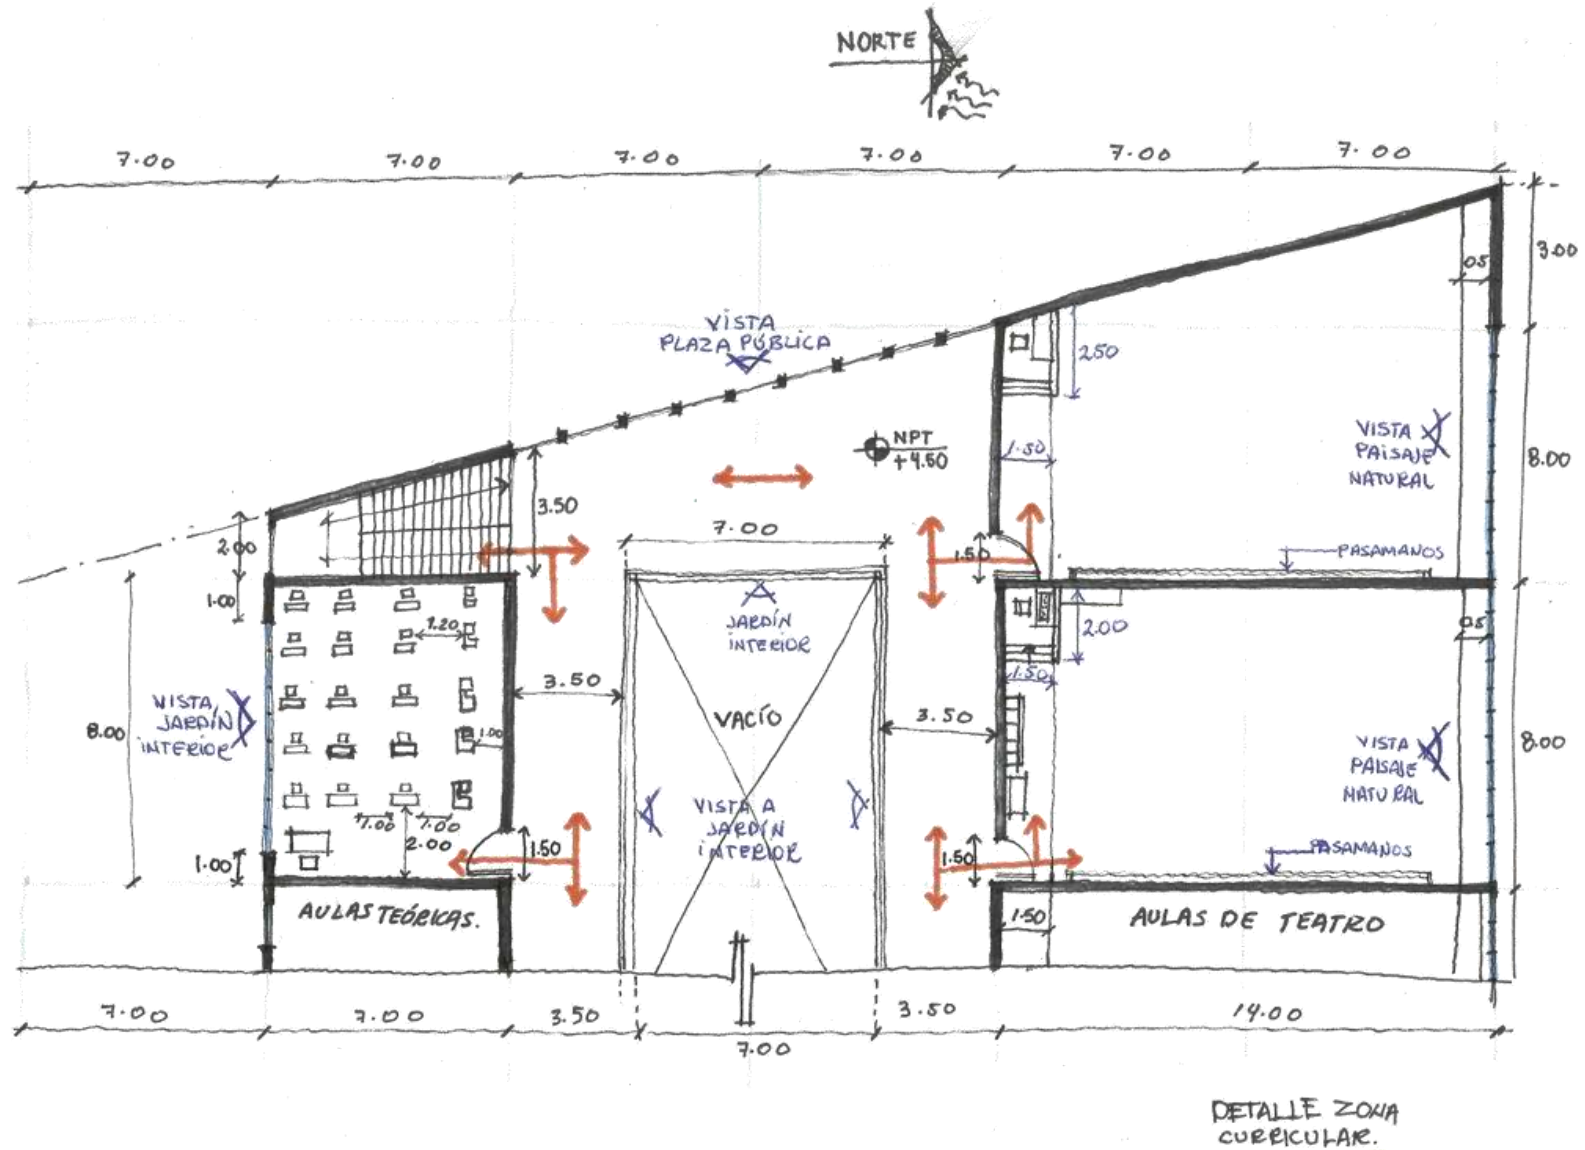 NORTE
7.00
7.00
7.00
7.00
7.00
7.00
3.00
05
VISTA
PLAZA PÚBLICA
250
NPT
+4.50
1.50
VISTA
PAISAJE
NATURAL
8.00
3.50
2.00
7.00
1.50
PASAMANOS
1.00
1.20
JARDÍN
INTERIOR
2.00
05
3.50
1.50
VISTA
JARDÍN
INTERIOR
8.00
VACÍO
3.50
1.00
VISTA
PAISAJE
NATURAL
8.00
VISTA A
JARDÍN
INTERIOR
1.00
1.00
2.00
1.00
1.50
1.50
PASAMANOS
AULAS TEÓRICAS.
1.50
AULAS DE TEATRO
7.00
7.00
3.50
7.00
3.50
14.00
DETALLE ZONA
CURRICULAR.